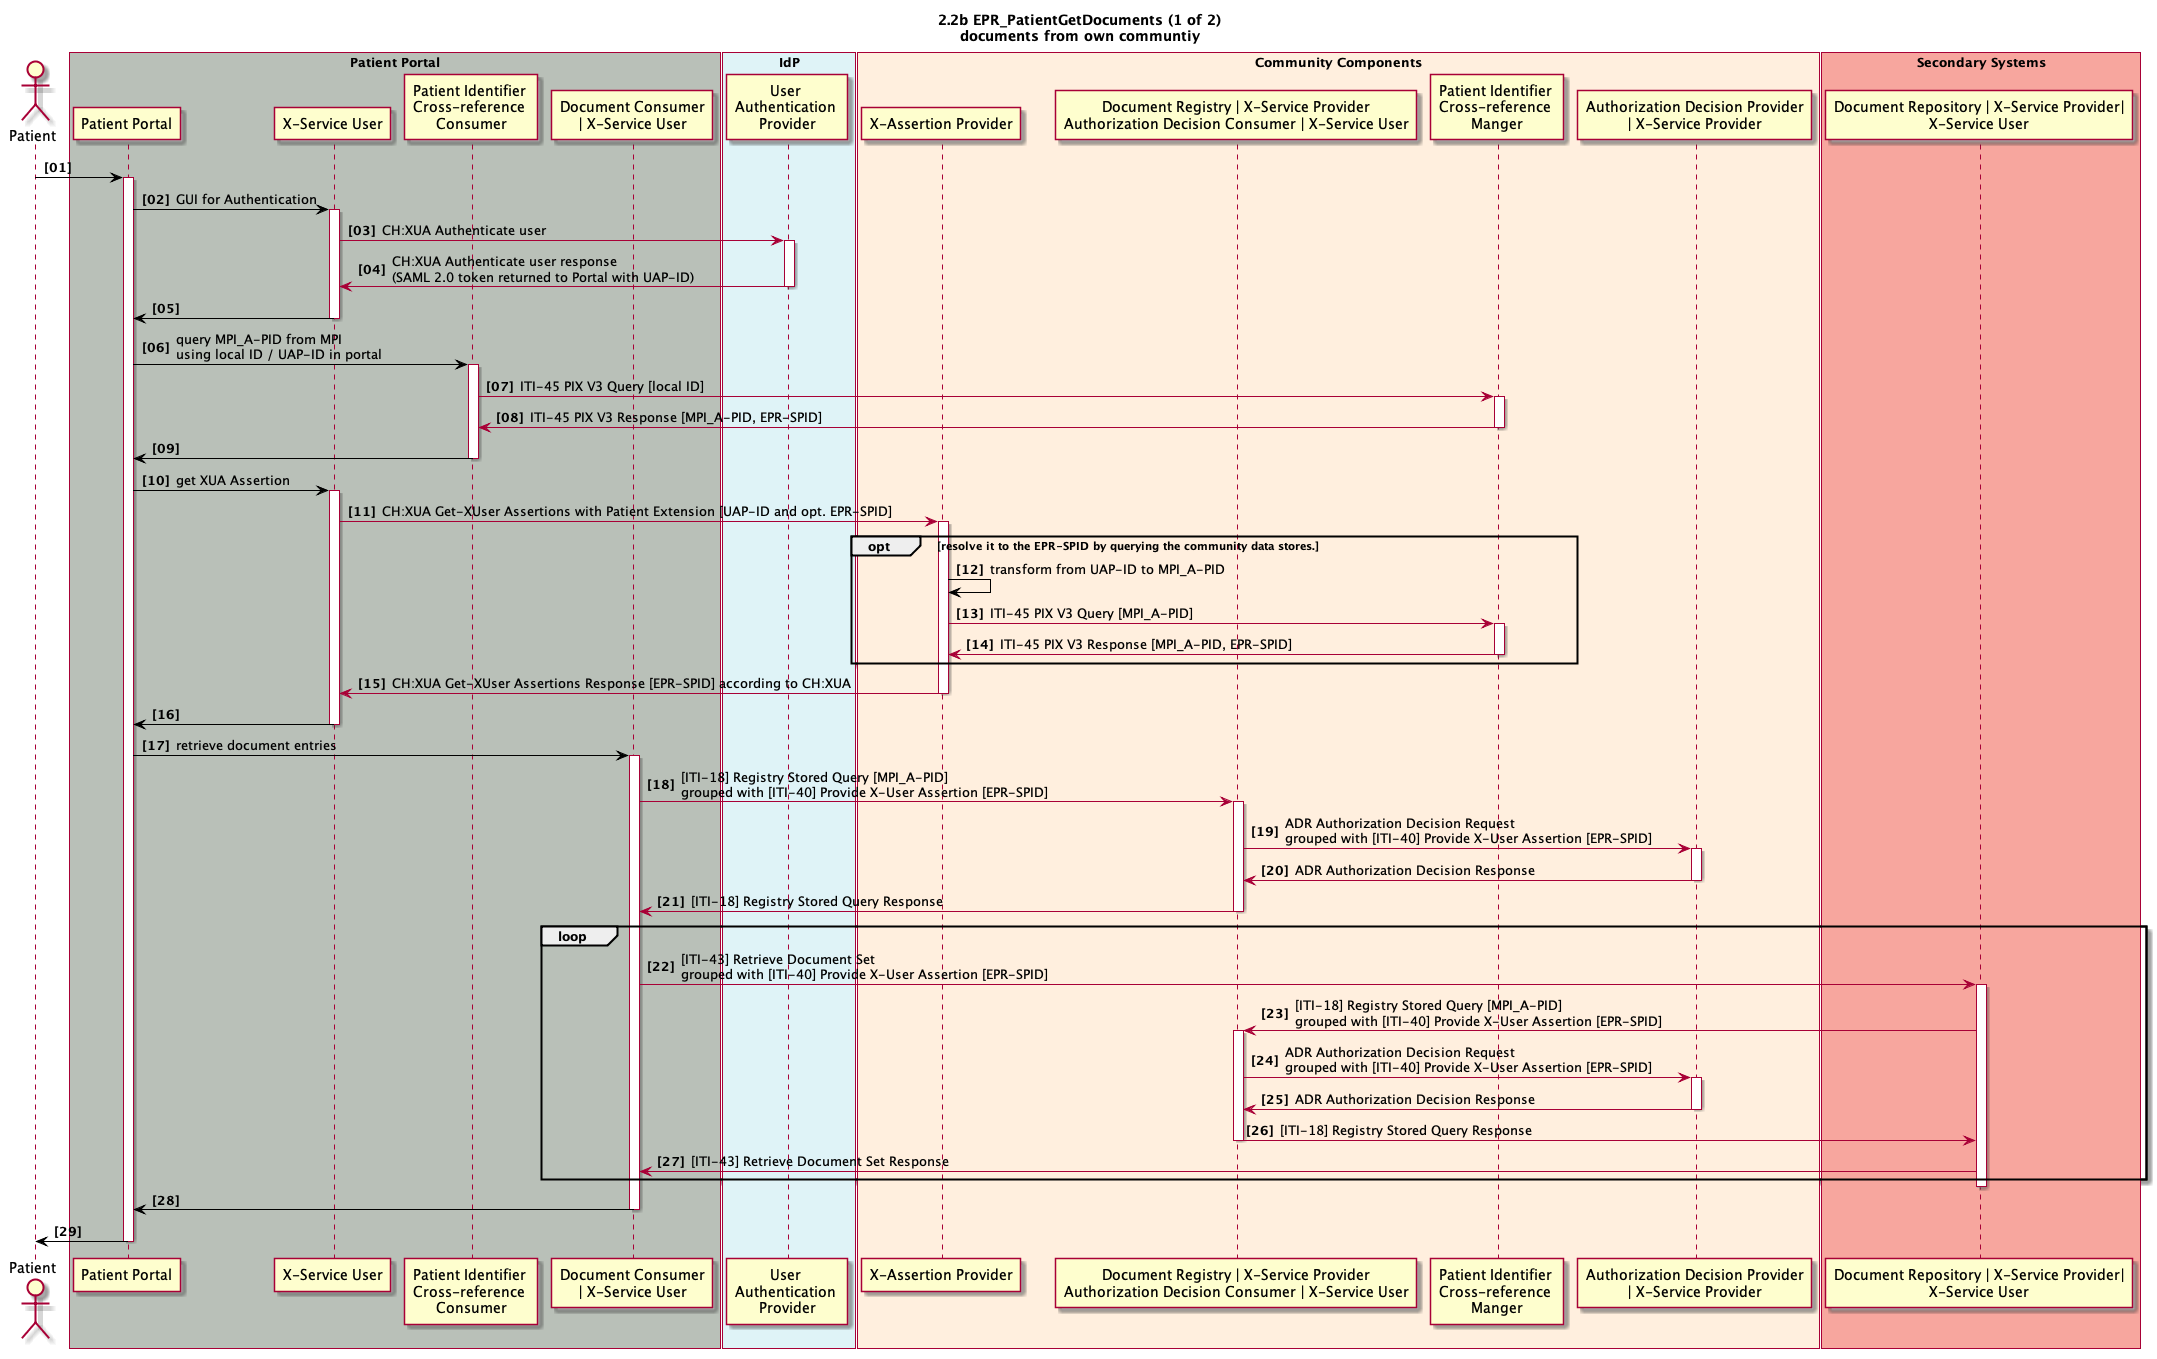 2.2b EPR_PatientGetDocuments (1 of 2)
documents from own communtiy
Patient Portal
IdP
Community Components
Secondary Systems
Patient
Patient Portal
X-Service User
Patient Identifier
Cross-reference
Consumer
Document Consumer
| X-Service User
User
Authentication
Provider
X-Assertion Provider
Document Registry | X-Service Provider
Authorization Decision Consumer | X-Service User
Patient Identifier
Cross-reference
Manger
Authorization Decision Provider
| X-Service Provider
Document Repository | X-Service Provider|
X-Service User
[01]
[02] GUI for Authentication
[03] CH:XUA Authenticate user
[04] CH:XUA Authenticate user response
(SAML 2.0 token returned to Portal with UAP-ID)
[05]
[06] query MPI_A-PID from MPI
using local ID / UAP-ID in portal
[07] ITI-45 PIX V3 Query [local ID]
[08] ITI-45 PIX V3 Response [MPI_A-PID, EPR-SPID]
[09]
[10] get XUA Assertion
[11] CH:XUA Get-XUser Assertions with Patient Extension [UAP-ID and opt. EPR-SPID]
opt [resolve it to the EPR-SPID by querying the community data stores.]
[12] transform from UAP-ID to MPI_A-PID
[13] ITI-45 PIX V3 Query [MPI_A-PID]
[14] ITI-45 PIX V3 Response [MPI_A-PID, EPR-SPID]
[15] CH:XUA Get-XUser Assertions Response [EPR-SPID] according to CH:XUA
[16]
[17] retrieve document entries
[18] [ITI-18] Registry Stored Query [MPI_A-PID]
grouped with [ITI-40] Provide X-User Assertion [EPR-SPID]
[19] ADR Authorization Decision Request
grouped with [ITI-40] Provide X-User Assertion [EPR-SPID]
[20] ADR Authorization Decision Response
[21] [ITI-18] Registry Stored Query Response
loop
[22] [ITI-43] Retrieve Document Set
grouped with [ITI-40] Provide X-User Assertion [EPR-SPID]
[23] [ITI-18] Registry Stored Query [MPI_A-PID]
grouped with [ITI-40] Provide X-User Assertion [EPR-SPID]
[24] ADR Authorization Decision Request
grouped with [ITI-40] Provide X-User Assertion [EPR-SPID]
[25] ADR Authorization Decision Response
[26] [ITI-18] Registry Stored Query Response
[27] [ITI-43] Retrieve Document Set Response
[28]
[29]
Patient
Patient Portal
X-Service User
Patient Identifier
Cross-reference
Consumer
Document Consumer
| X-Service User
User
Authentication
Provider
X-Assertion Provider
Document Registry | X-Service Provider
Authorization Decision Consumer | X-Service User
Patient Identifier
Cross-reference
Manger
Authorization Decision Provider
| X-Service Provider
Document Repository | X-Service Provider|
X-Service User